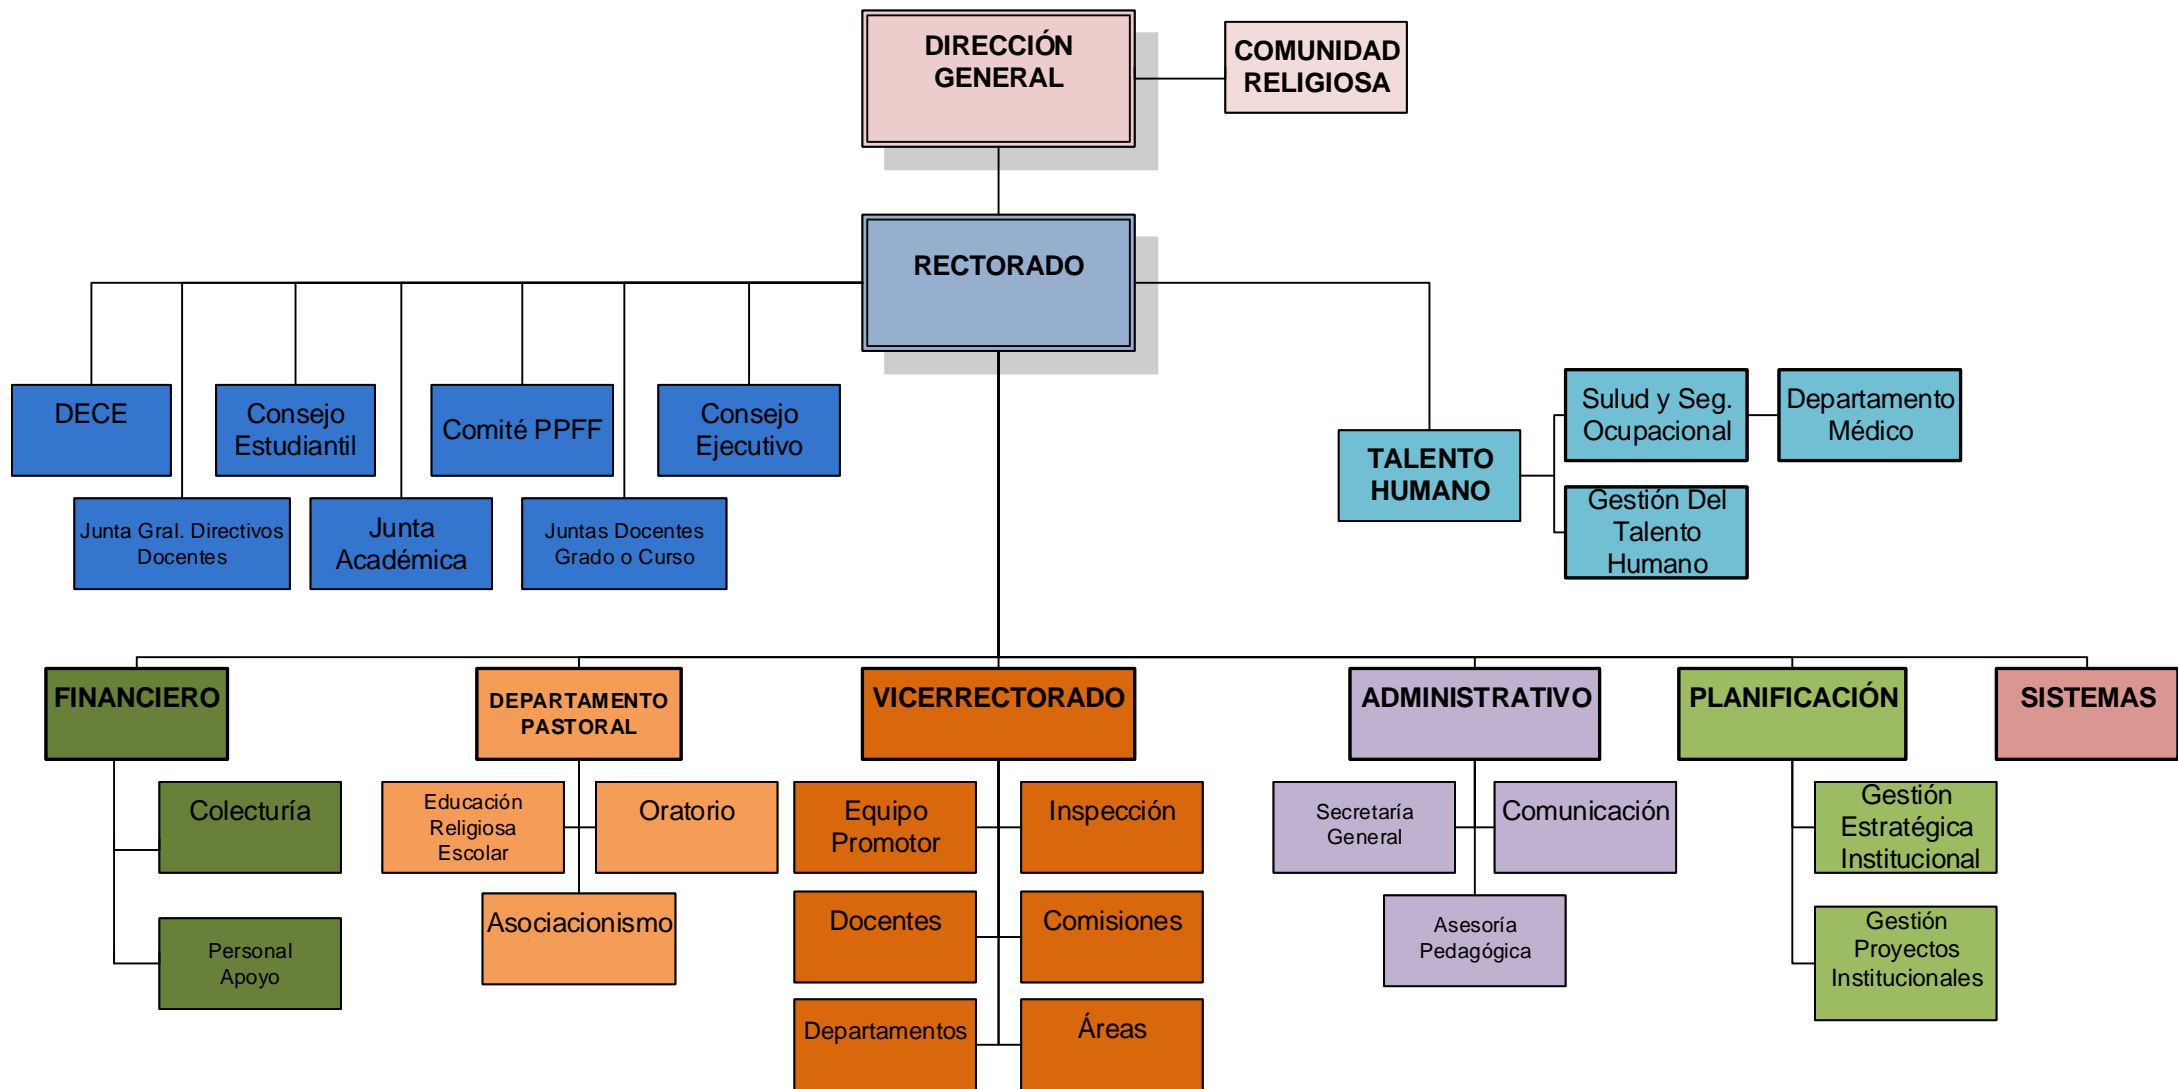 DIRECCIÓN
GENERAL
COMUNIDAD
RELIGIOSA
RECTORADO
DECE
Consejo
Estudiantil
Comité PPFF
Consejo
Ejecutivo
Junta Gral. Directivos
Docentes
Junta
Académica
Juntas Docentes
Grado o Curso
TALENTO
HUMANO
Sulud y Seg.
Ocupacional
Departamento
Médico
Gestión Del
Talento
Humano
FINANCIERO
DEPARTAMENTO
PASTORAL
VICERRECTORADO
ADMINISTRATIVO
PLANIFICACIÓN
SISTEMAS
Colecturía
Personal
Apoyo
Educación
Religiosa
Escolar
Oratorio
Asociacionismo
Equipo
Promotor
Inspección
Docentes
Comisiones
Departamentos
Áreas
Secretaría
General
Comunicación
Asesoría
Pedagógica
Gestión
Estratégica
Institucional
Gestión
Proyectos
Institucionales